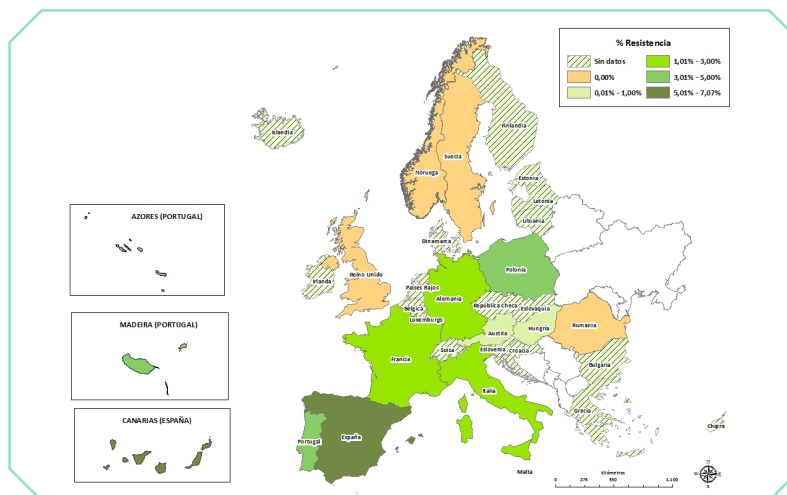 % Resistencia
Sin datos
0,00%
0,01% - 1,00%
1,01% - 3,00%
3,01% - 5,00%
5,01% - 7,07%
Islandia
Finlandia
Suecia
Noruega
Estonia
Letonia
Lituania
AZORES (PORTUGAL)
Dinamarca
Irlanda
Reino Unido
Polonia
Países Bajos
Alemania
Bélgica
República Checa
Luxemburgo
Eslovaquia
MADEIRA (PORTUGAL)
Austria
Hungría
Rumania
Suiza
Eslovenia
Croacia
Francia
Bulgaria
Italia
Grecia
CANARIAS (ESPAÑA)
Chipre
Portugal
España
Malta
Kilómetros
0 275 550 1.100
N
S